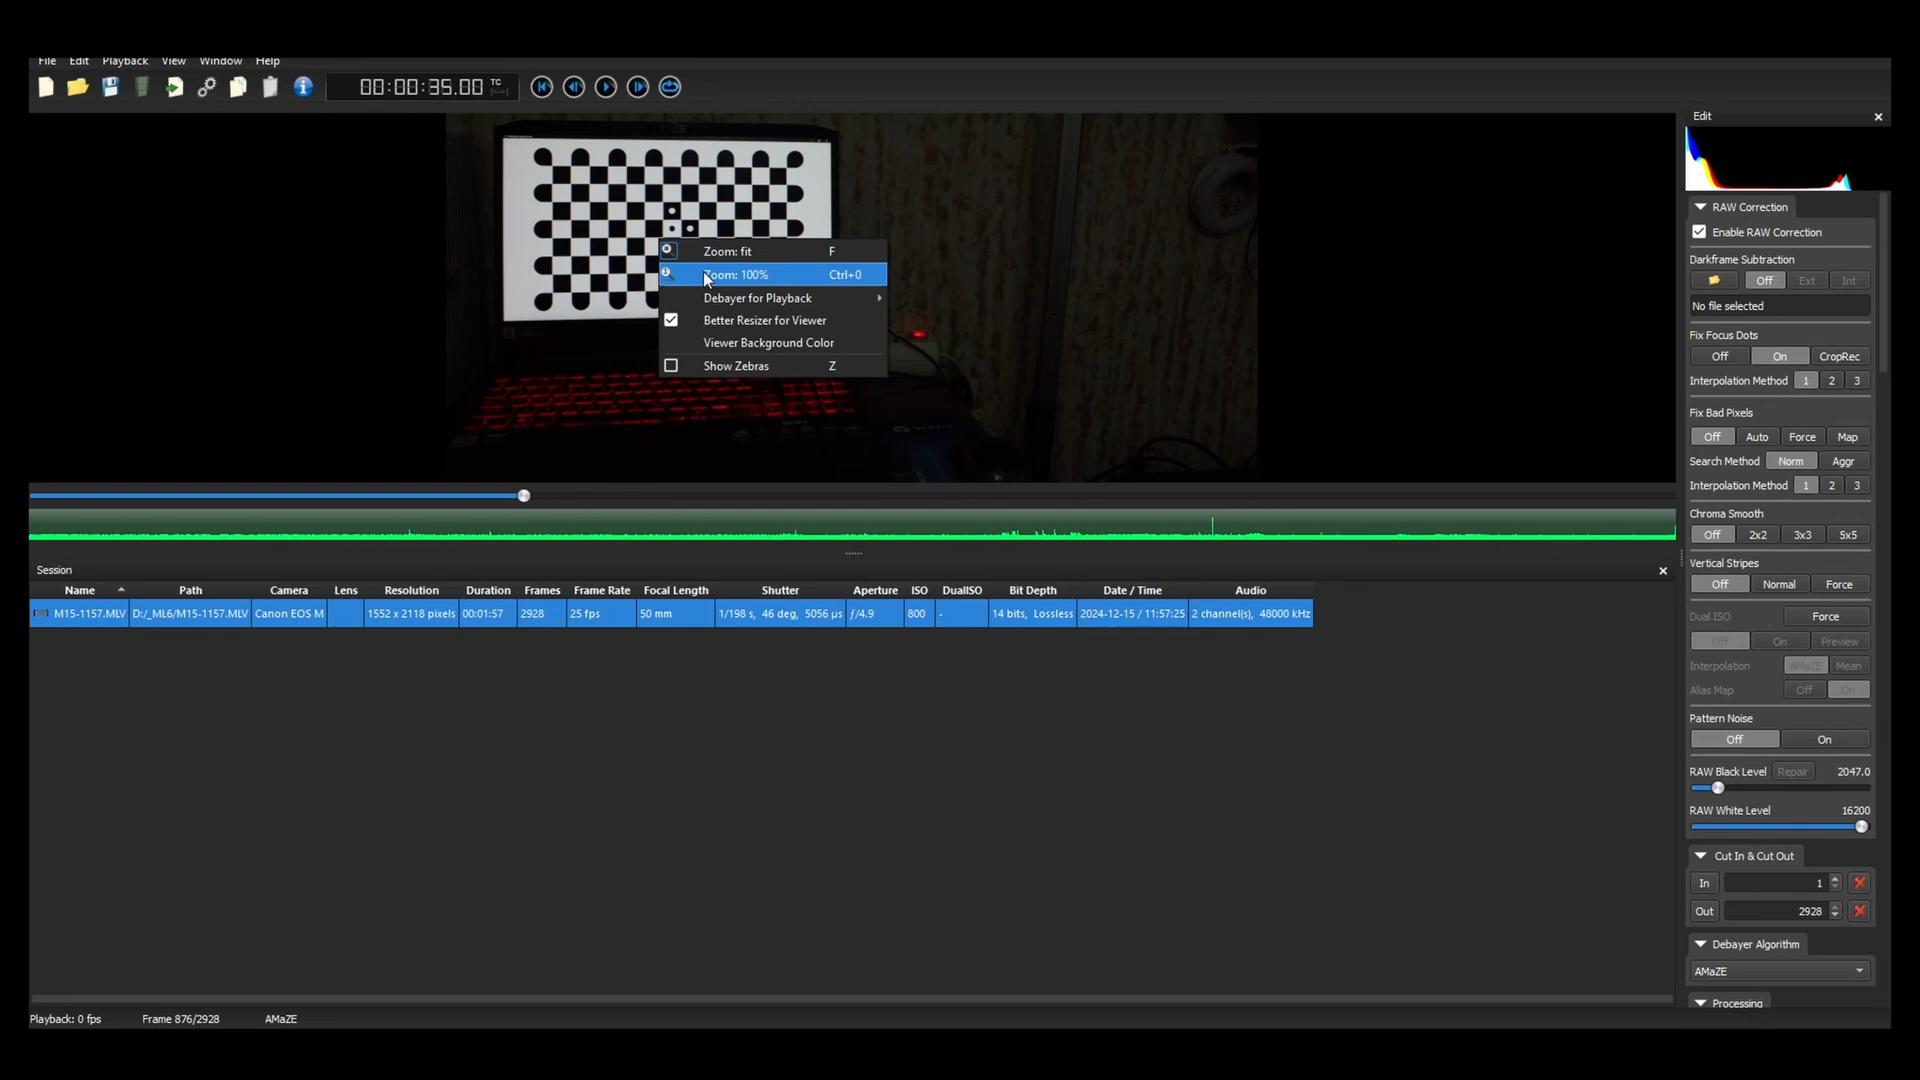 File Edit Playback View Window Help
00:00:35.00 TC
Edit
RAW Correction
Enable RAW Correction
Darkframe Subtraction
Off Ext Int
No file selected
Fix Focus Dots
Off On CropRec
Interpolation Method 1 2 3
Fix Bad Pixels
Off Auto Force Map
Search Method Norm Aggr
Interpolation Method 1 2 3
Chroma Smooth
Off 2x2 3x3 5x5
Vertical Stripes
Off Normal Force
Dual ISO Force
Off On Preview
Interpolation AMaZE Mean
Alias Map Off On
Pattern Noise
Off On
RAW Black Level Repair 2047.0
RAW White Level 16200
Cut In & Cut Out
In 1
Out 2928
Debayer Algorithm
AMaZE
Processing
Zoom: fit F
Zoom: 100% Ctrl+0
Debayer for Playback
Better Resizer for Viewer
Viewer Background Color
Show Zebras Z
Session
Name Path Camera Lens Resolution Duration Frames Frame Rate Focal Length Shutter Aperture ISO DualISO Bit Depths Date / Time Audio
M15-1157.MLV D:/_ML6/M15-1157.MLV Canon EOS M 1552 x 2118 pixels 00:01:57 2928 25 fps 50 mm 1/198 s, 46 deg, 5056 µs ƒ/4.9 800 - 14 bits, Lossless 2024-12-15 / 11:57:25 2 channel(s), 48000 kHz
Playback: 0 fps Frame 876/2928 AMaZE